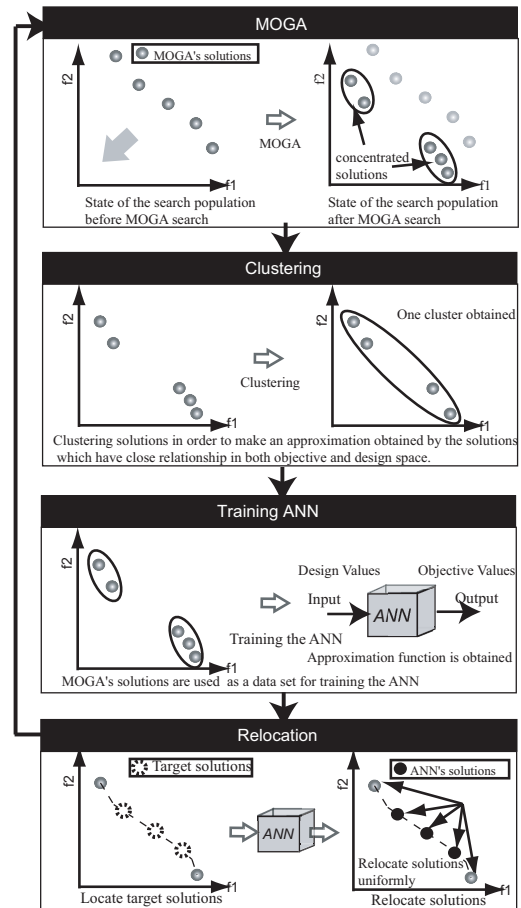 MOGA
f2
MOGA's solutions
f1
State of the search population
before MOGA search
MOGA
f2
concentrated
solutions
f1
State of the search population
after MOGA search
Clustering
f2
f1
Clustering
f2
One cluster obtained
f1
Clustering solutions in order to make an approximation obtained by the solutions
which have close relationship in both objective and design space.
Training ANN
f2
f1
Training the ANN
Design Values
Objective Values
Input
ANN
Output
Approximation function is obtained
MOGA's solutions are used as a data set for training the ANN
Relocation
f2
Target solutions
f1
Locate target solutions
ANN
f2
ANN's solutions
Relocate solutions
uniformly
f1
Relocate solutions